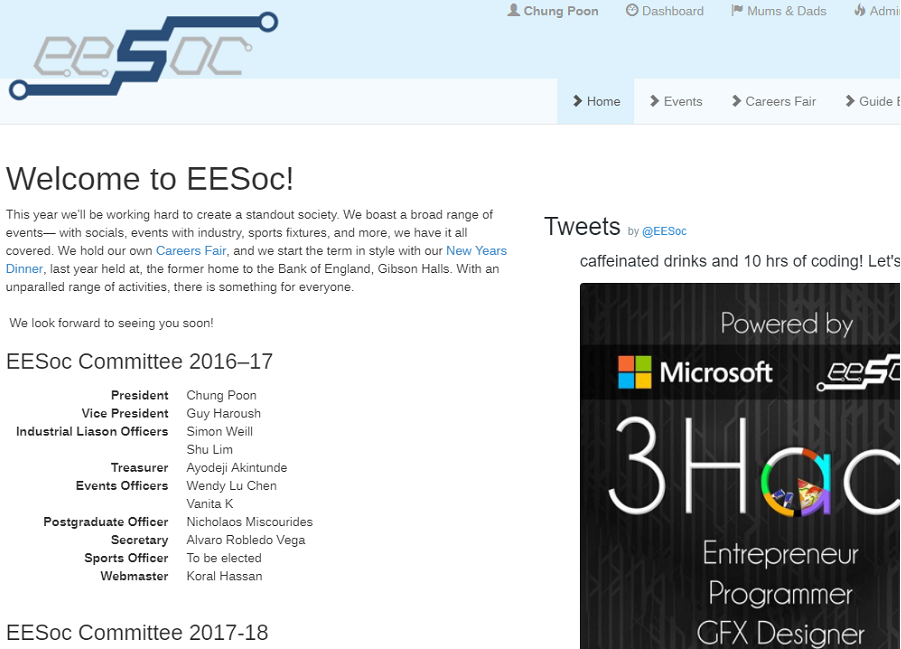 eesoc
Chung Poon Dashboard Mums & Dads
Home Events Careers Fair Guide
Welcome to EESoc!
This year we'll be working hard to create a standout society. We boast a broad range of
events— with socials, events with industry, sports fixtures, and more, we have it all
covered. We hold our own Careers Fair, and we start the term in style with our New Years
Dinner, last year held at, the former home to the Bank of England, Gibson Halls. With an
unparalled range of activities, there is something for everyone.
We look forward to seeing you soon!
EESoc Committee 2016–17
President Chung Poon
Vice President Guy Haroush
Industrial Liason Officers Simon Weill
Shu Lim
Treasurer Ayodeji Akintunde
Events Officers Wendy Lu Chen
Vanita K
Postgraduate Officer Nicholaos Miscourides
Secretary Alvaro Robledo Vega
Sports Officer To be elected
Webmaster Koral Hassan
EESoc Committee 2017-18
Tweets by @EESoc
caffeinated drinks and 10 hrs of coding! Let's
Powered by
Microsoft
3Hac
Entrepreneur
Programmer
GFX Designer